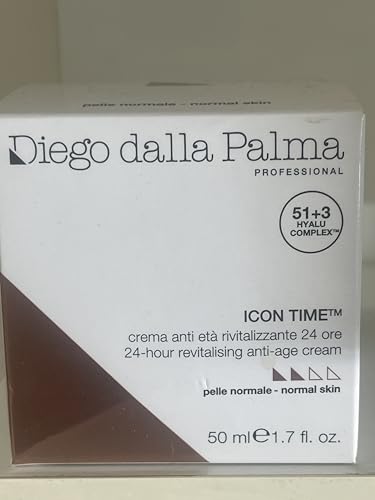 pelle normale - normal skin
Diego dalla Palma
PROFESSIONAL
51+3
HYALU
COMPLEX™
ICON TIME™
crema anti età rivitalizzante 24 ore
24-hour revitalising anti-age cream
pelle normale - normal skin
50 ml ℮ 1.7 fl. oz.